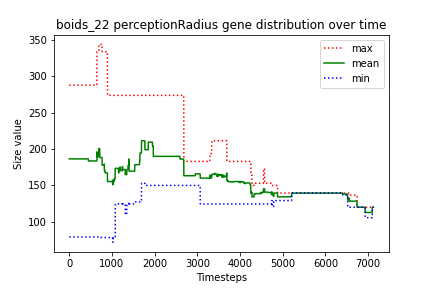 boids_22 perceptionRadius gene distribution over time
350
300
250
200
150
100
Size value
max
mean
min
0
1000
2000
3000
4000
5000
6000
7000
Timesteps